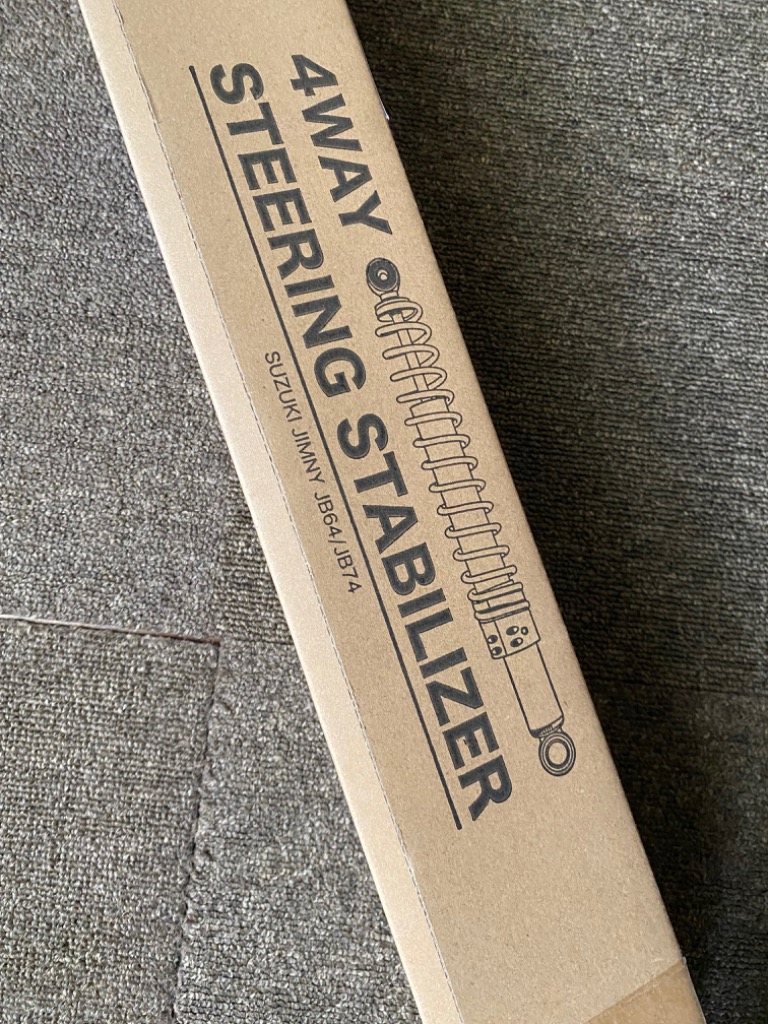 4WAY
STEERING STABILIZER
SUZUKI JIMNY JB64/JB74